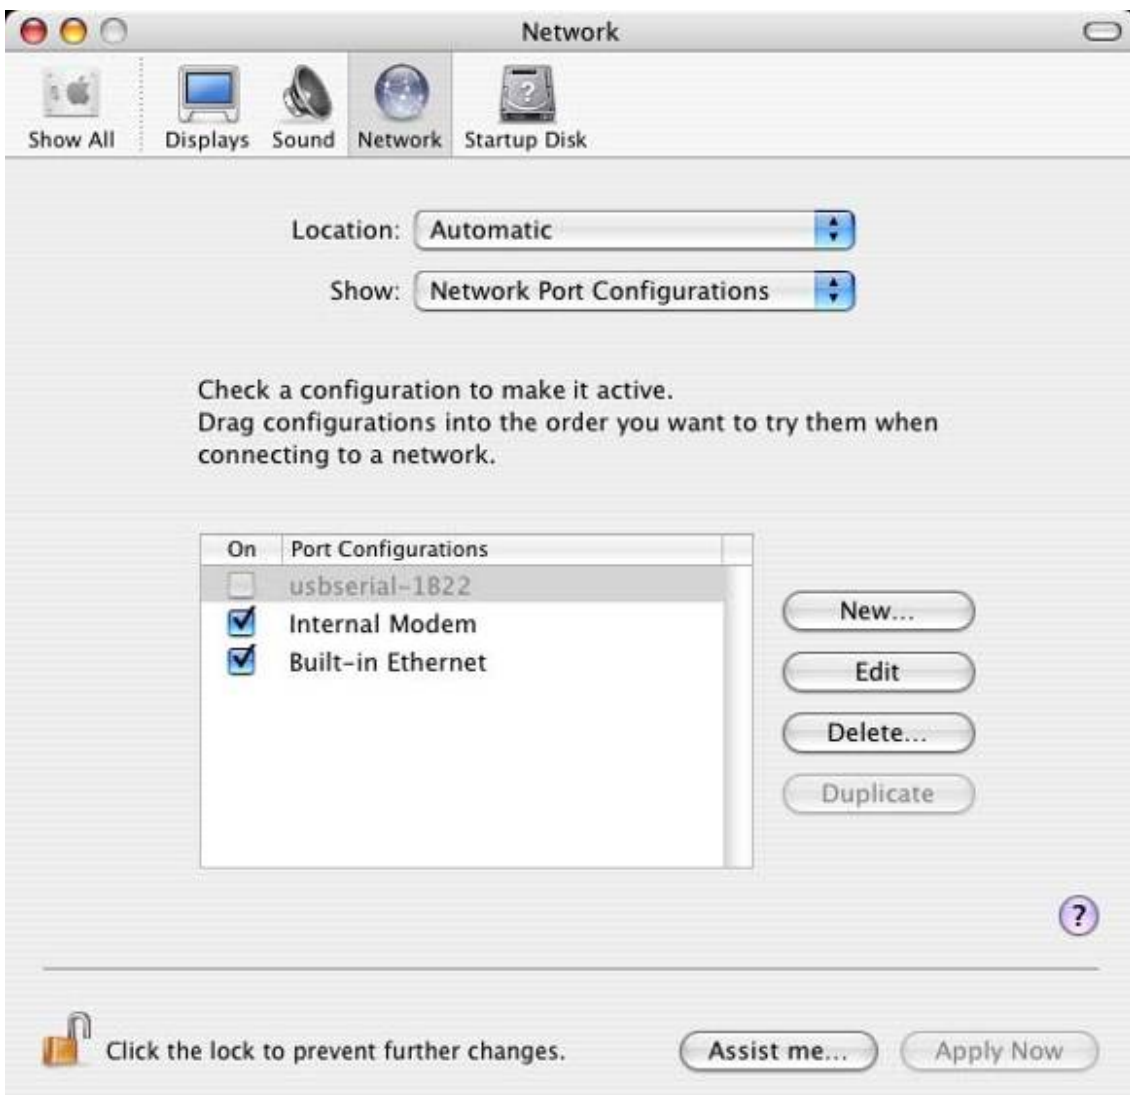 Network
Show All
Displays
Sound
Network
Startup Disk
Location: Automatic
Show: Network Port Configurations
Check a configuration to make it active.
Drag configurations into the order you want to try them when
connecting to a network.
On Port Configurations
usbserial-1822
Internal Modem
Built-in Ethernet
New...
Edit
Delete...
Duplicate
?
Click the lock to prevent further changes.
Assist me...
Apply Now